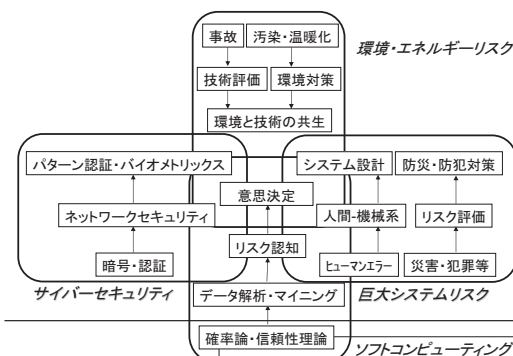 事故
汚染・温暖化
環境・エネルギーリスク
技術評価
環境対策
環境と技術の共生
パターン認証・バイオメトリックス
システム設計
防災・防犯対策
意思決定
ネットワークセキュリティ
人間-機械系
リスク評価
リスク認知
暗号・認証
ヒューマンエラー
災害・犯罪等
サイバーセキュリティ
データ解析・マイニング
巨大システムリスク
確率論・信頼性理論
ソフトコンピューティング